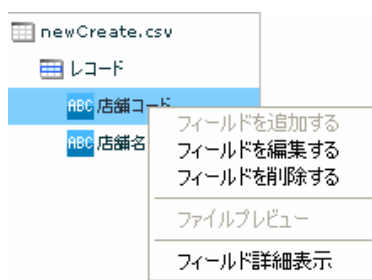 newCreate.csv
レコード
ABC 店舗コード
ABC 店舗名
フィールドを追加する
フィールドを編集する
フィールドを削除する
ファイルプレビュー
フィールド詳細表示